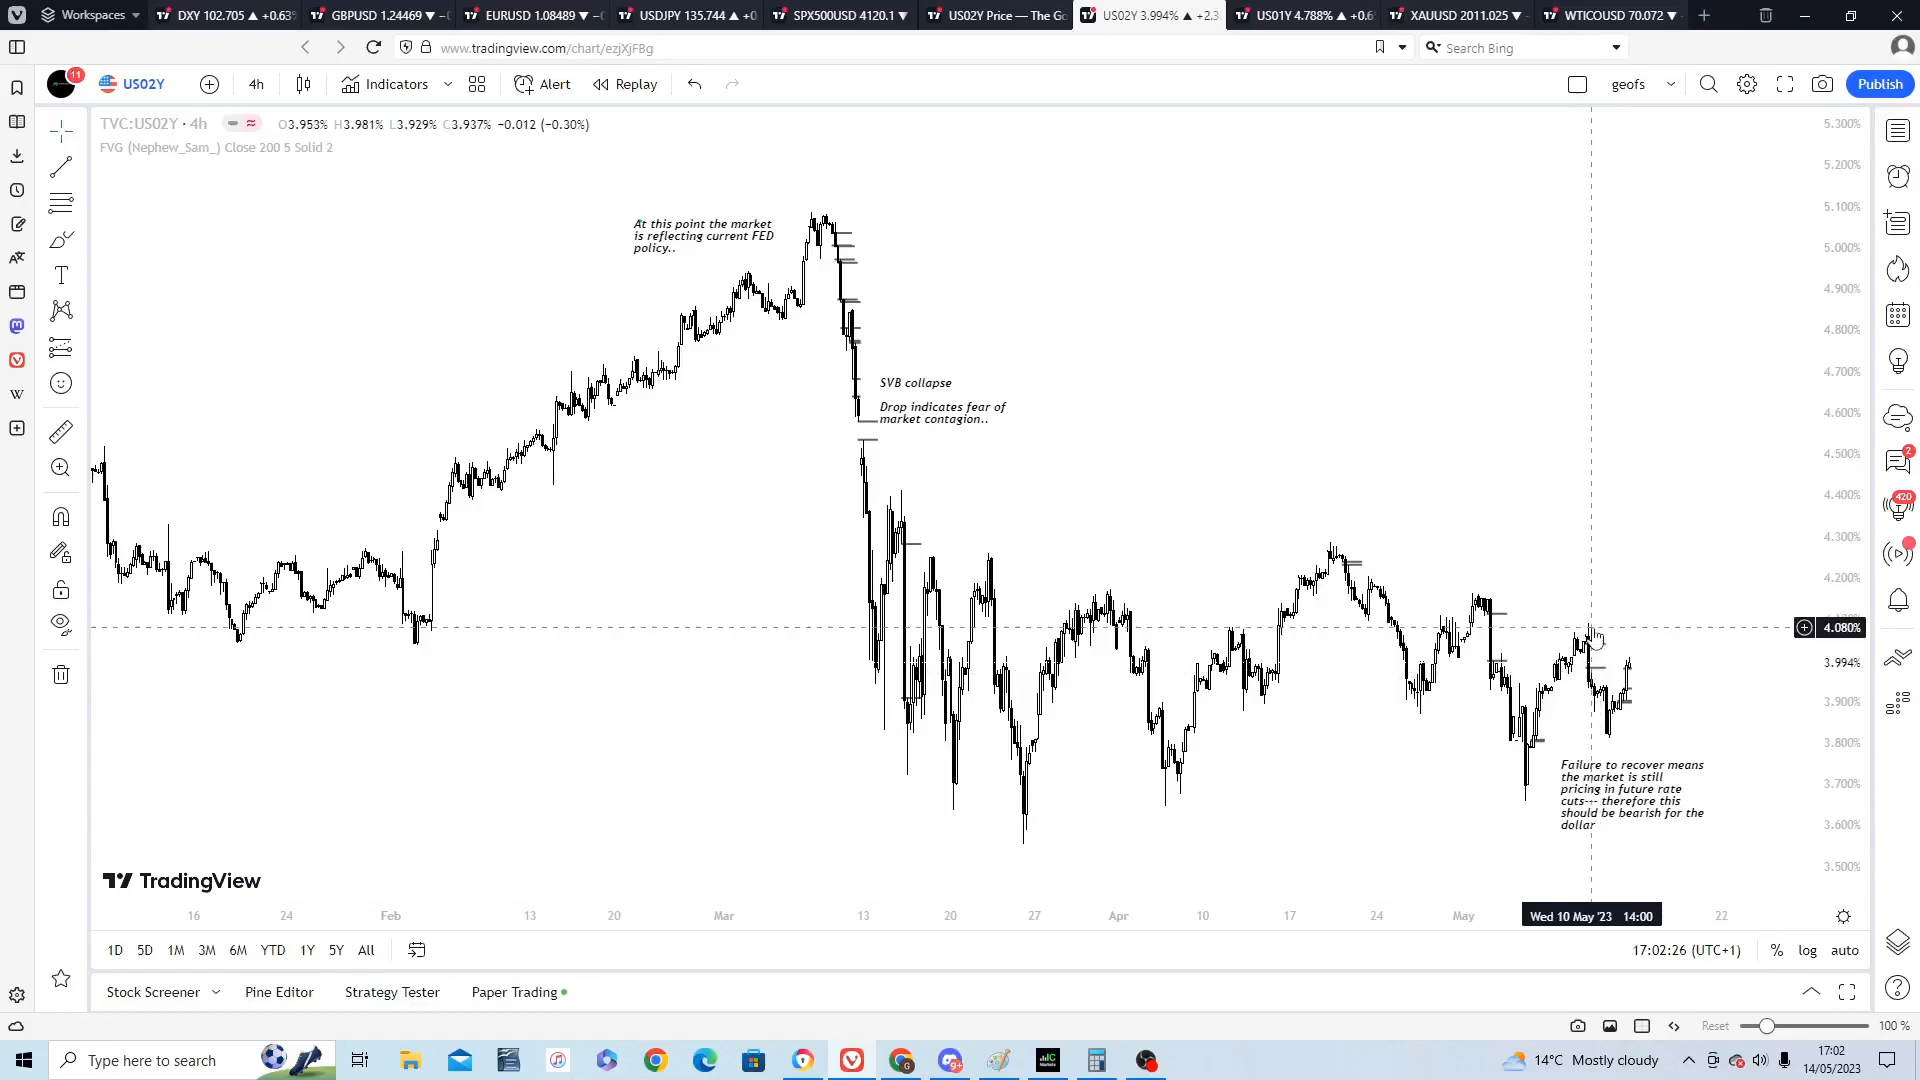 Workspaces
DXY 102.705 ▲ +0.63
GBPUSD 1.24469 ▼ −0
EURUSD 1.08489 ▼ −0
USDJPY 135.744 ▲ +0
SPX500USD 4120.1 ▼
US02Y Price — The Go
US02Y 3.994% ▲ +2.3
US01Y 4.788% ▲ +0.6
XAUUSD 2011.025 ▼
WTICOUSD 70.072 ▼
www.tradingview.com/chart/ezjXjFBg
Search Bing
11
US02Y
4h
Indicators
Alert
Replay
geofs
Publish
TVC:US02Y · 4h
O3.953% H3.981% L3.929% C3.937% −0.012 (−0.30%)
FVG (Nephew_Sam_) Close 200 5 Solid 2
At this point the market
is reflecting current FED
policy..
SVB collapse
Drop indicates fear of
market contagion..
Failure to recover means
the market is still
pricing in future rate
cuts--- therefore this
should be bearish for the
dollar
5.300%
5.200%
5.100%
5.000%
4.900%
4.800%
4.700%
4.600%
4.500%
4.400%
4.300%
4.200%
4.080%
3.994%
3.900%
3.800%
3.700%
3.600%
3.500%
2
420
TradingView
16
24
Feb
13
20
Mar
13
20
27
Apr
10
17
24
May
Wed 10 May '23 14:00
22
1D 5D 1M 3M 6M YTD 1Y 5Y All
17:02:26 (UTC+1)
% log auto
Stock Screener
Pine Editor
Strategy Tester
Paper Trading
Reset
100 %
Type here to search
9+
14°C Mostly cloudy
17:02
14/05/2023